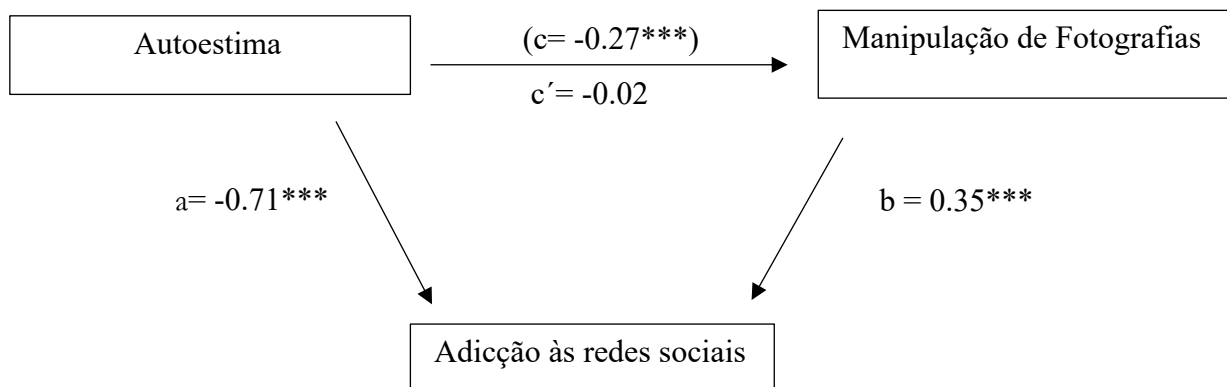 Autoestima
(c= -0.27***)
Manipulação de Fotografias
c´= -0.02
a= -0.71***
b = 0.35***
Adicção às redes sociais